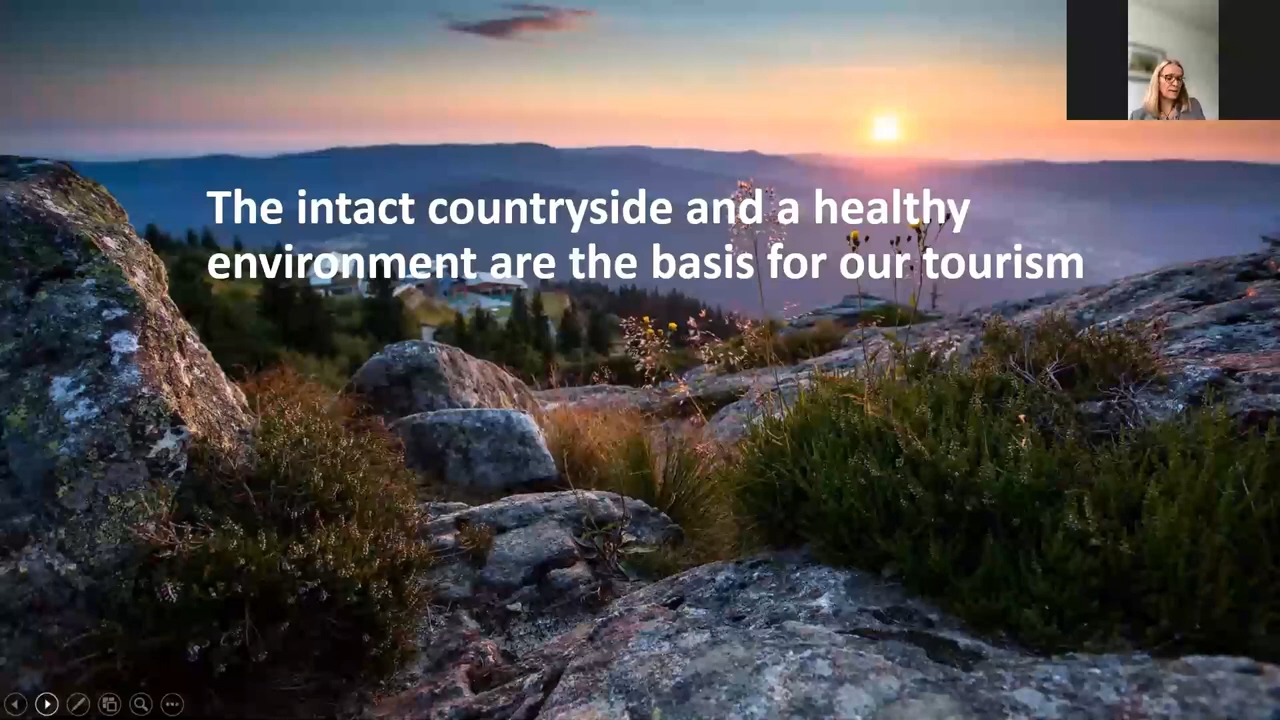 The intact countryside and a healthy
environment are the basis for our tourism